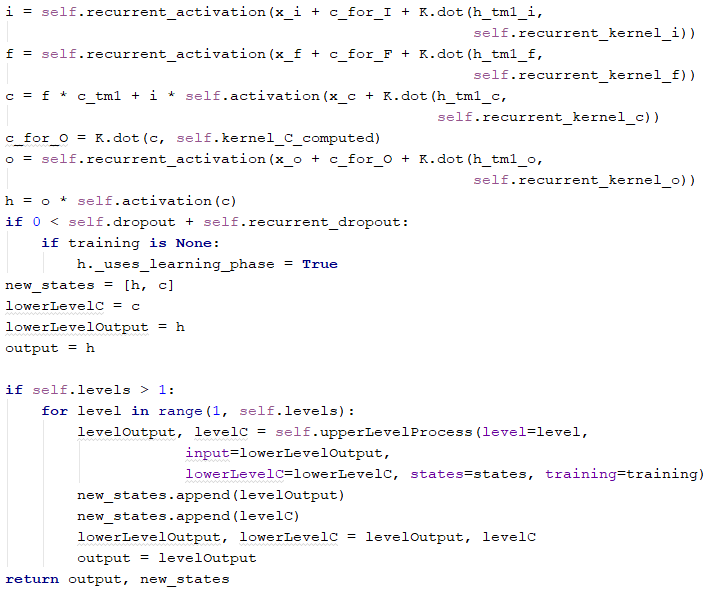 i = self.recurrent_activation(x_i + c_for_I + K.dot(h_tm1_i,
self.recurrent_kernel_i))
f = self.recurrent_activation(x_f + c_for_F + K.dot(h_tm1_f,
self.recurrent_kernel_f))
c = f * c_tm1 + i * self.activation(x_c + K.dot(h_tm1_c,
self.recurrent_kernel_c))
c_for_O = K.dot(c, self.kernel_C_computed)
o = self.recurrent_activation(x_o + c_for_O + K.dot(h_tm1_o,
self.recurrent_kernel_o))
h = o * self.activation(c)
if 0 < self.dropout + self.recurrent_dropout:
    if training is None:
        h._uses_learning_phase = True
new_states = [h, c]
lowerLevelC = c
lowerLevelOutput = h
output = h

if self.levels > 1:
    for level in range(1, self.levels):
        levelOutput, levelC = self.upperLevelProcess(level=level,
                    input=lowerLevelOutput,
                    lowerLevelC=lowerLevelC, states=states, training=training)
        new_states.append(levelOutput)
        new_states.append(levelC)
        lowerLevelOutput, lowerLevelC = levelOutput, levelC
        output = levelOutput
return output, new_states